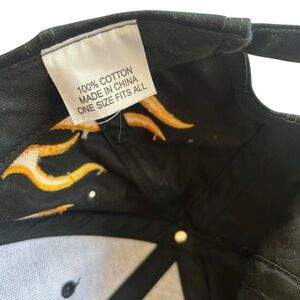 100% COTTON
MADE IN CHINA
ONE SIZE FITS ALL